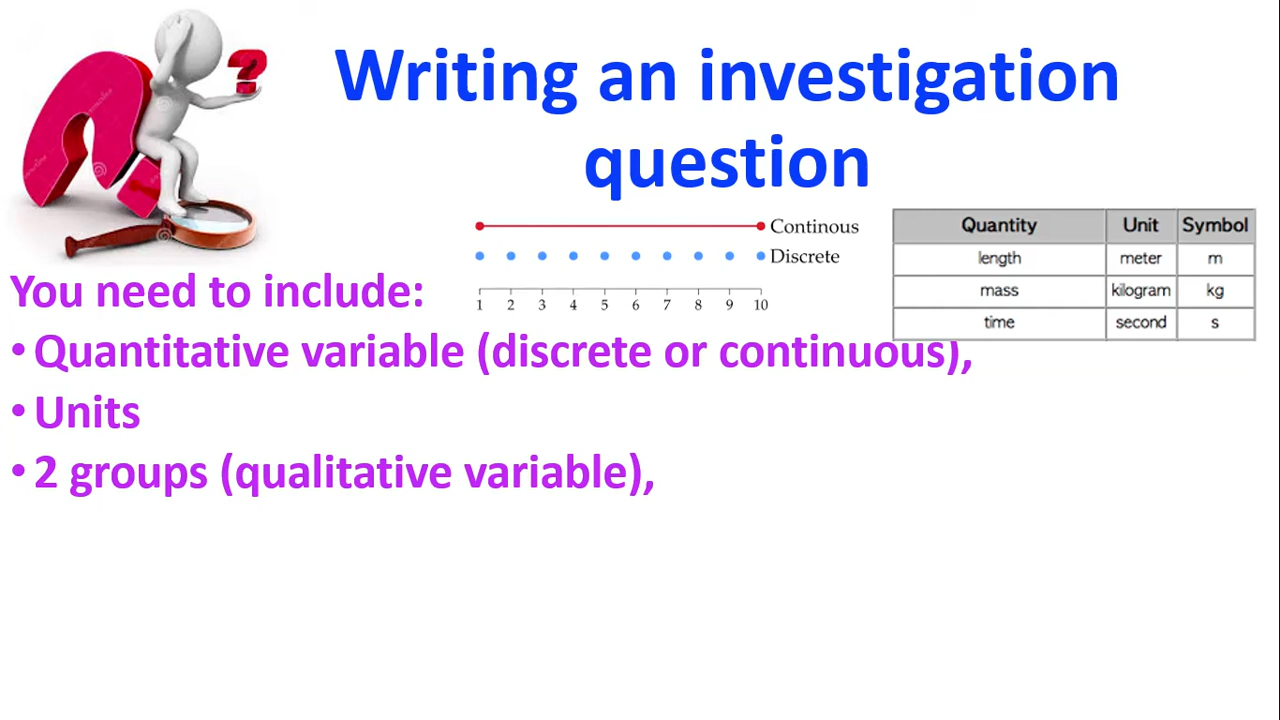 Writing an investigation
question
Continous
Discrete
1 2 3 4 5 6 7 8 9 10
Quantity Unit Symbol
length meter m
mass kilogram kg
time second s
You need to include:
• Quantitative variable (discrete or continuous),
• Units
• 2 groups (qualitative variable),